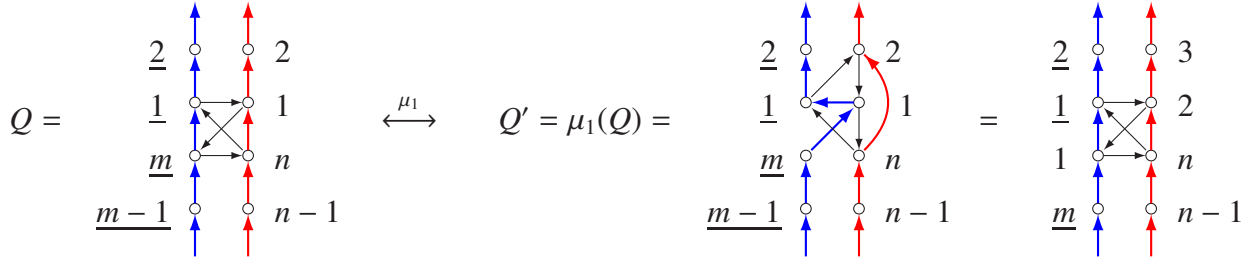 2 2 2 2 2 3
Q = 1 1 μ₁ ⟷ Q′ = μ₁(Q) = 1 1 = 1 2
m n m n 1 n
m − 1 n − 1 m − 1 n − 1 m n − 1